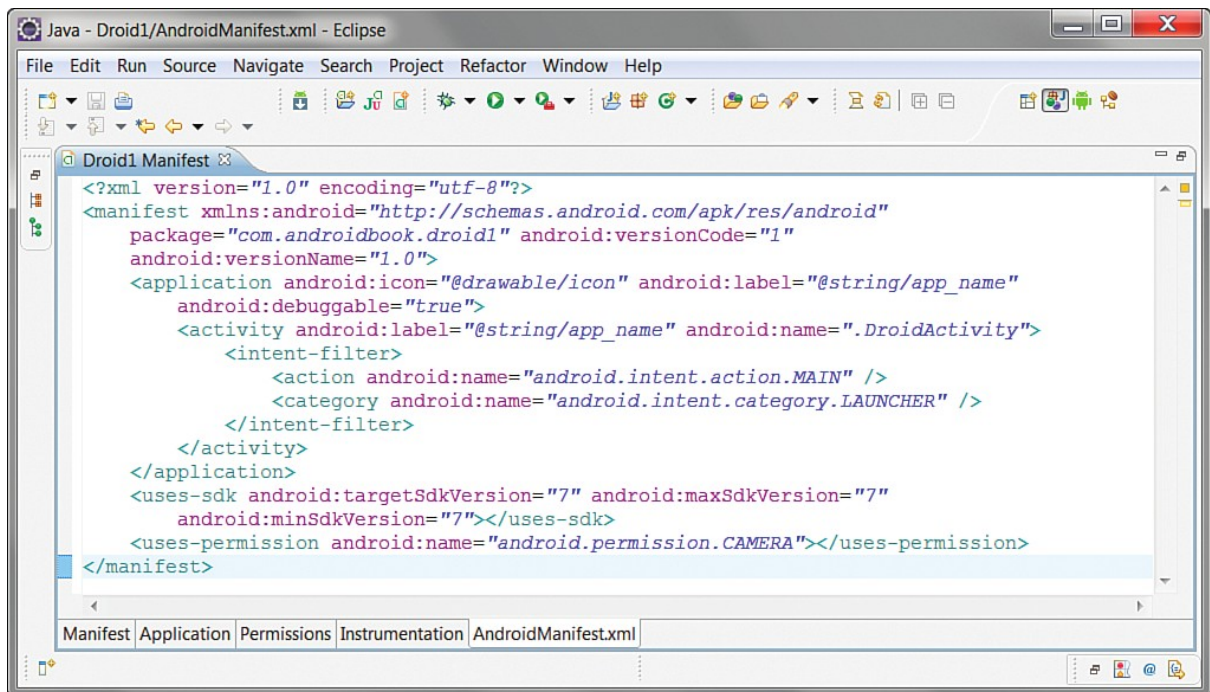 Java - Droid1/AndroidManifest.xml - Eclipse
File Edit Run Source Navigate Search Project Refactor Window Help
Droid1 Manifest
<?xml version="1.0" encoding="utf-8"?>
<manifest xmlns:android="http://schemas.android.com/apk/res/android"
    package="com.androidbook.droid1" android:versionCode="1"
    android:versionName="1.0">
    <application android:icon="@drawable/icon" android:label="@string/app_name"
        android:debuggable="true">
        <activity android:label="@string/app_name" android:name=".DroidActivity">
            <intent-filter>
                <action android:name="android.intent.action.MAIN" />
                <category android:name="android.intent.category.LAUNCHER" />
            </intent-filter>
        </activity>
    </application>
    <uses-sdk android:targetSdkVersion="7" android:maxSdkVersion="7"
        android:minSdkVersion="7"></uses-sdk>
    <uses-permission android:name="android.permission.CAMERA"></uses-permission>
</manifest>
Manifest Application Permissions Instrumentation AndroidManifest.xml